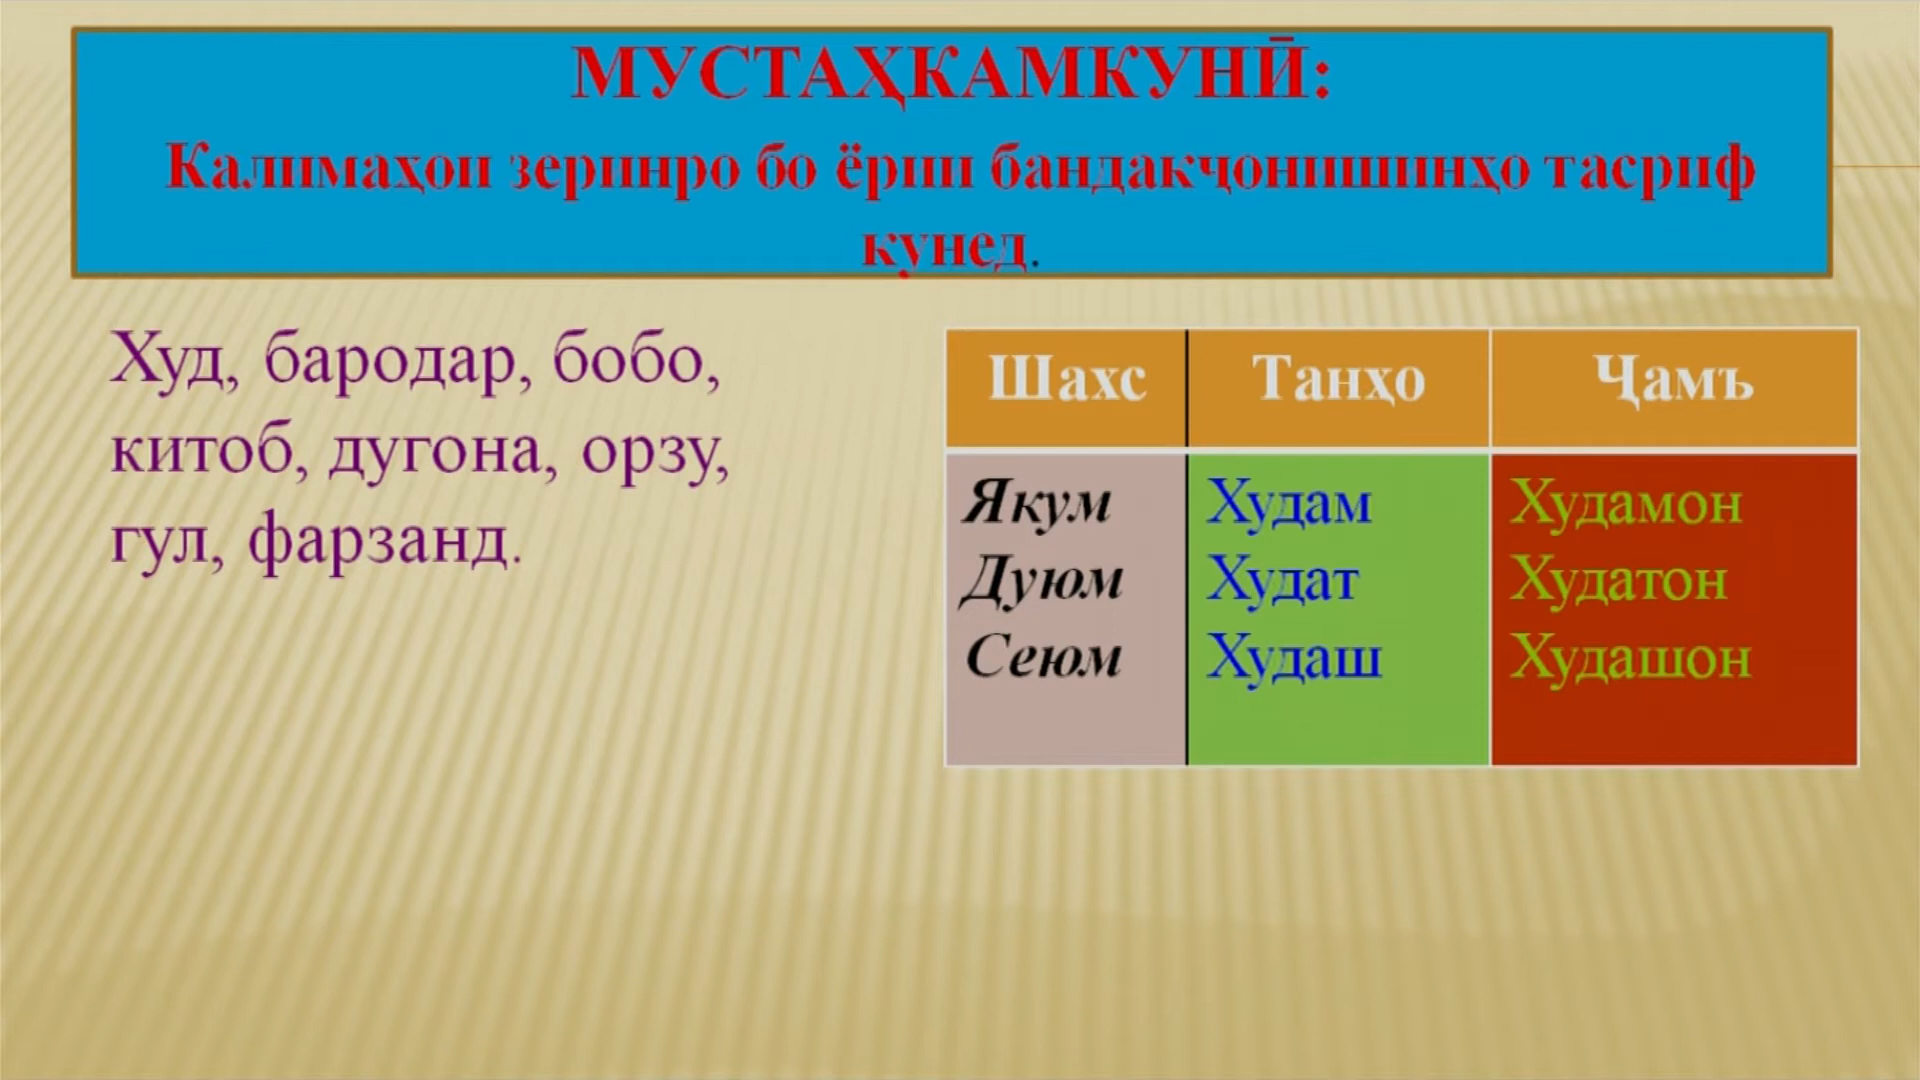 МУСТАҲКАМКУНӢ:
Калимаҳои зеринро бо ёрии бандакҷонишинҳо тасриф
кунед.
Худ, бародар, бобо,
китоб, дугона, орзу,
гул, фарзанд.
Шахс Танҳо Ҷамъ
Якум Худам Худамон
Дуюм Худат Худатон
Сеюм Худаш Худашон